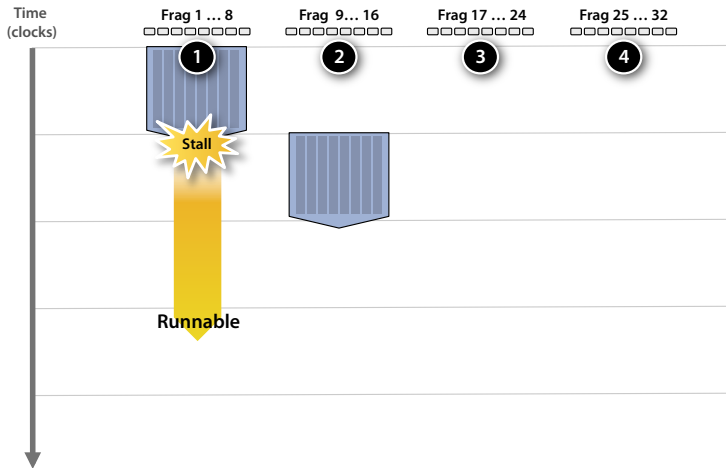 Time
(clocks)
Frag 1 … 8
Frag 9… 16
Frag 17 … 24
Frag 25 … 32
1
2
3
4
Stall
Runnable